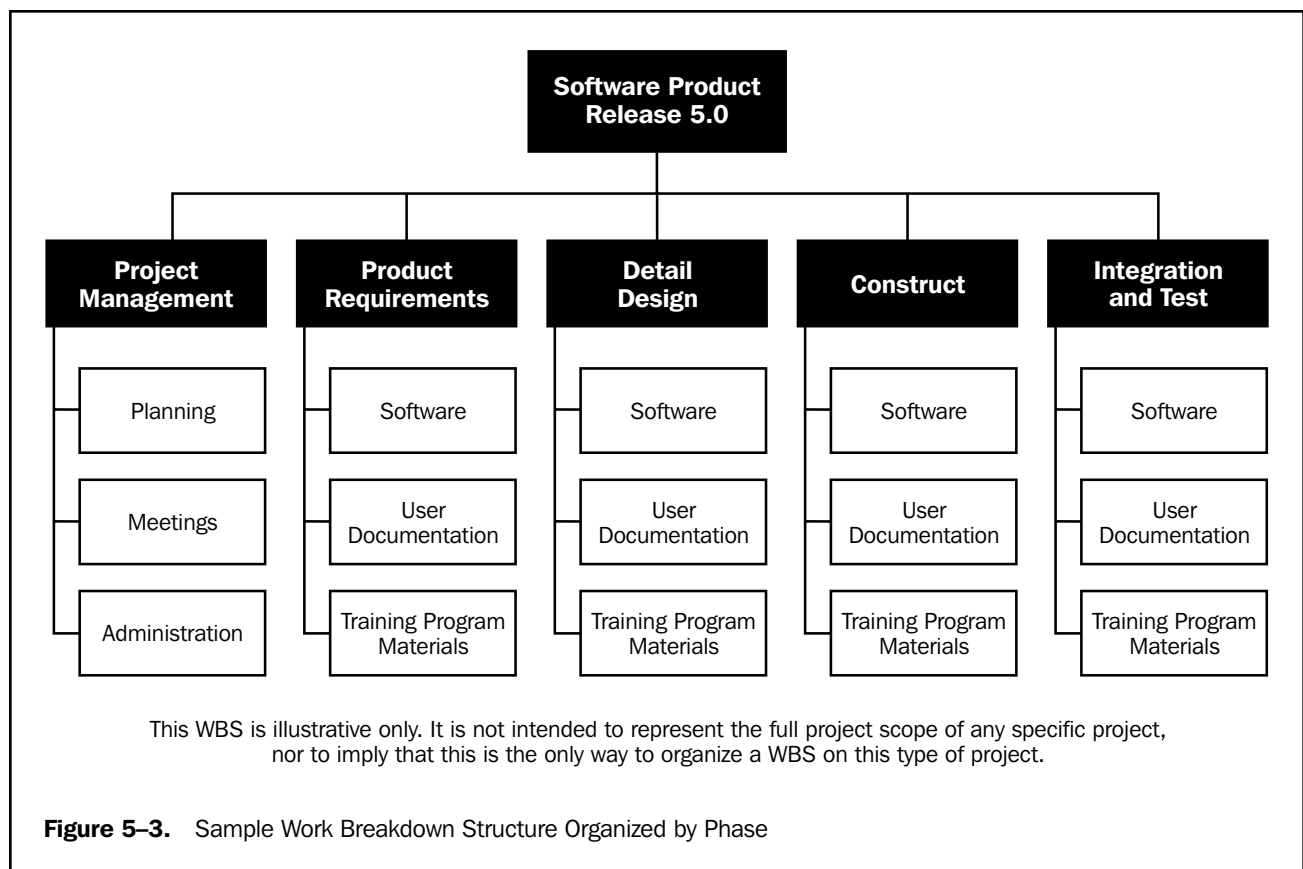 Software Product
Release 5.0
Project
Management
Product
Requirements
Detail
Design
Construct
Integration
and Test
Planning
Software
Software
Software
Software
Meetings
User
Documentation
User
Documentation
User
Documentation
User
Documentation
Administration
Training Program
Materials
Training Program
Materials
Training Program
Materials
Training Program
Materials
This WBS is illustrative only. It is not intended to represent the full project scope of any specific project,
nor to imply that this is the only way to organize a WBS on this type of project.
Figure 5–3. Sample Work Breakdown Structure Organized by Phase